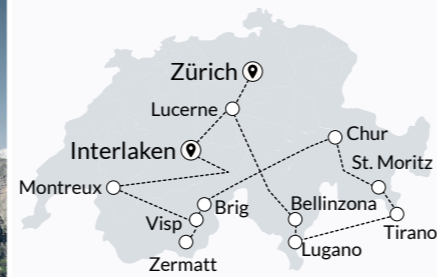 Zürich
Lucerne
Interlaken
Chur
St. Moritz
Montreux
Brig
Bellinzona
Visp
Tirano
Lugano
Zermatt